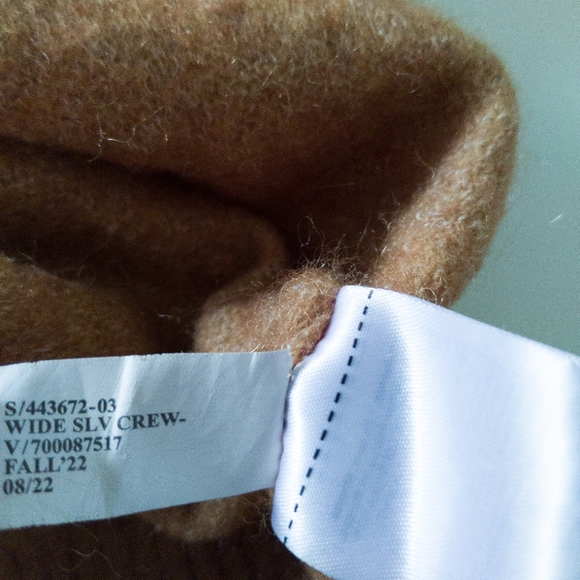 S/443672-03
WIDE SLV CREW-
V/700087517
FALL'22
08/22